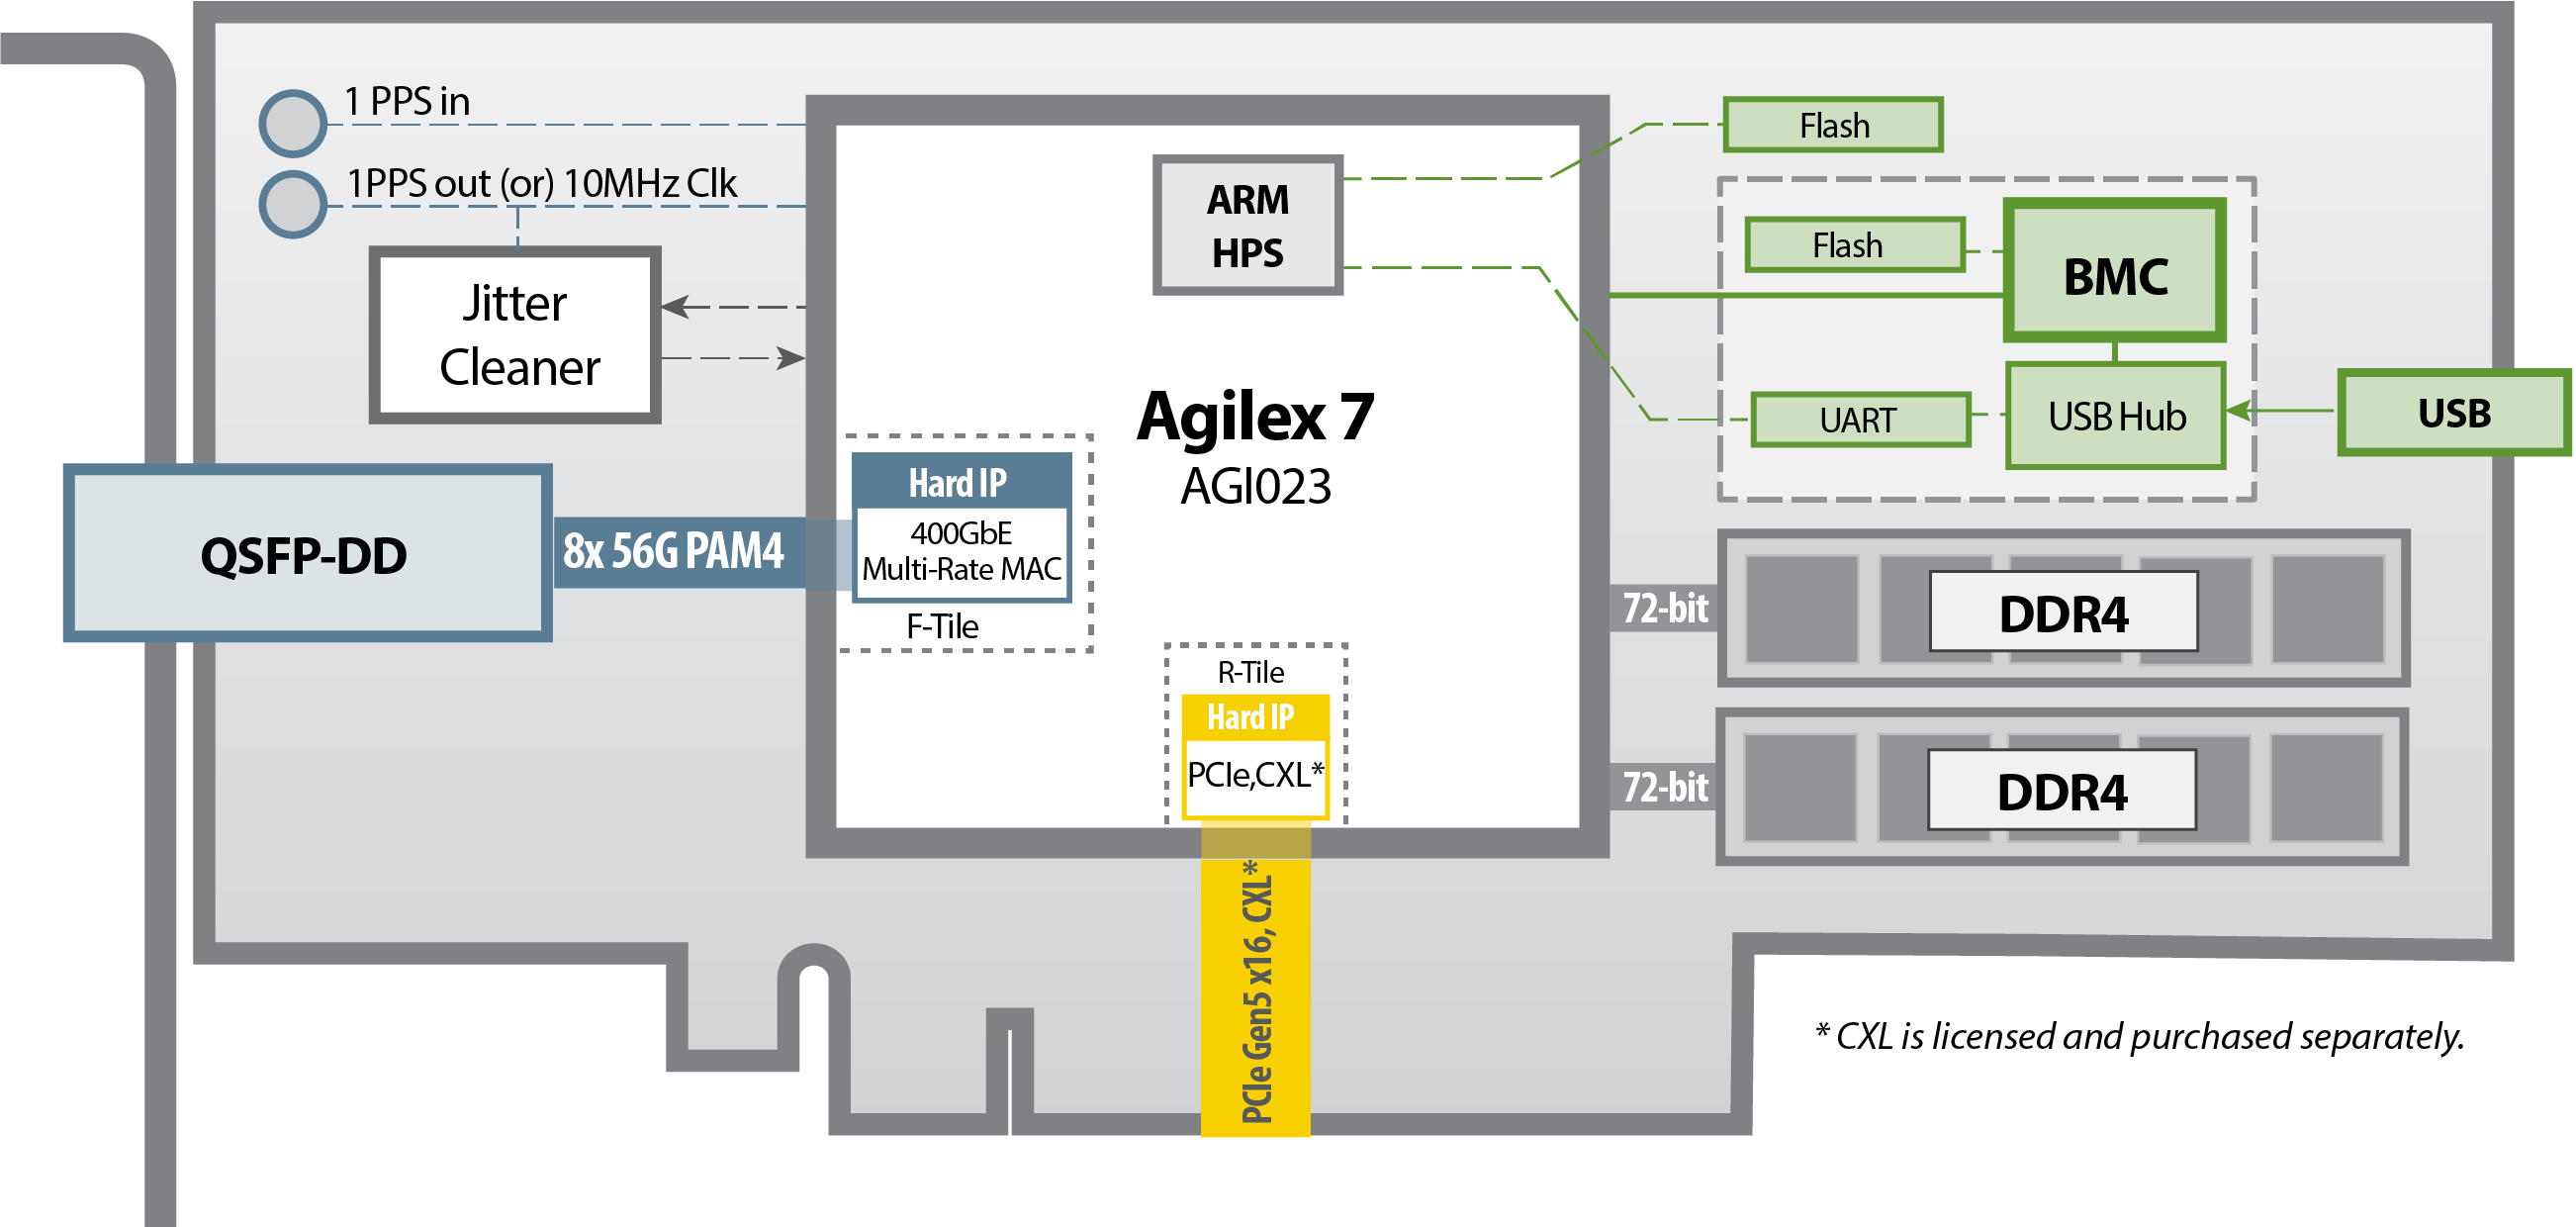 1 PPS in
1PPS out (or) 10MHz Clk
Jitter
Cleaner
QSFP-DD
8x 56G PAM4
Hard IP
400GbE
Multi-Rate MAC
F-Tile
ARM
HPS
Agilex 7
AGI023
R-Tile
Hard IP
PCIe,CXL*
PCIe Gen5 x16, CXL*
Flash
Flash
BMC
UART
USB Hub
USB
72-bit
DDR4
72-bit
DDR4
* CXL is licensed and purchased separately.